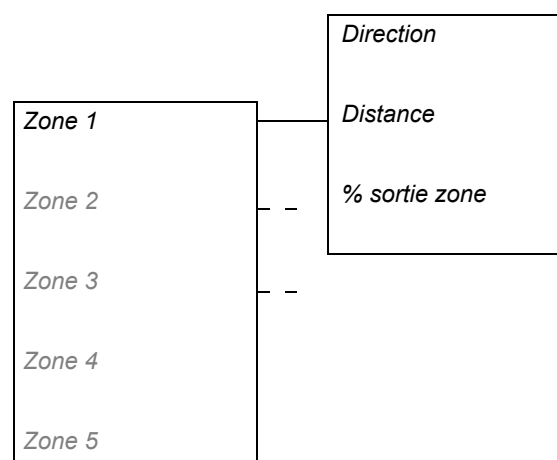 Direction
Distance
% sortie zone
Zone 1
Zone 2
Zone 3
Zone 4
Zone 5